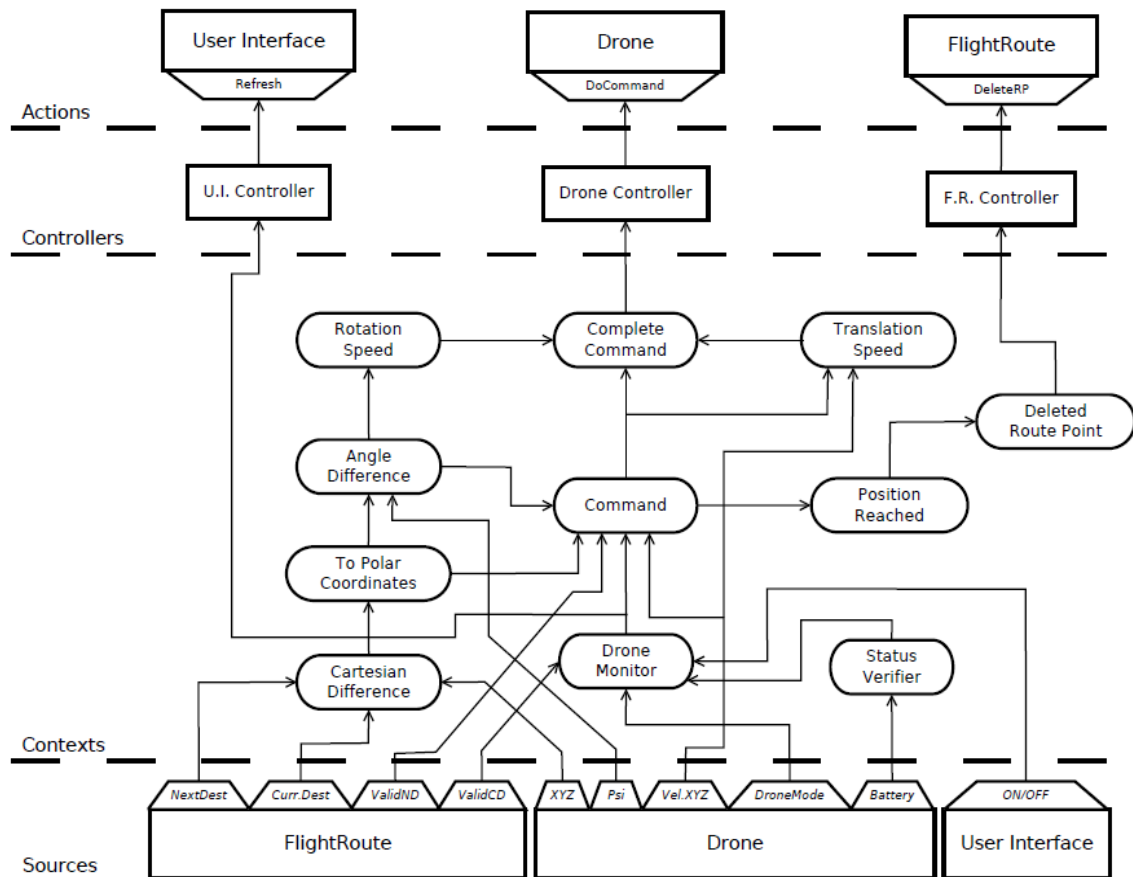 User Interface
Drone
FlightRoute
Refresh
DoCommand
DeleteRP
Actions
U.I. Controller
Drone Controller
F.R. Controller
Controllers
Rotation
Speed
Complete
Command
Translation
Speed
Deleted
Route Point
Angle
Difference
Command
Position
Reached
To Polar
Coordinates
Cartesian
Difference
Drone
Monitor
Status
Verifier
Contexts
NextDest
Curr.Dest
ValidND
ValidCD
XYZ
Psi
Vel.XYZ
DroneMode
Battery
ON/OFF
FlightRoute
Drone
User Interface
Sources